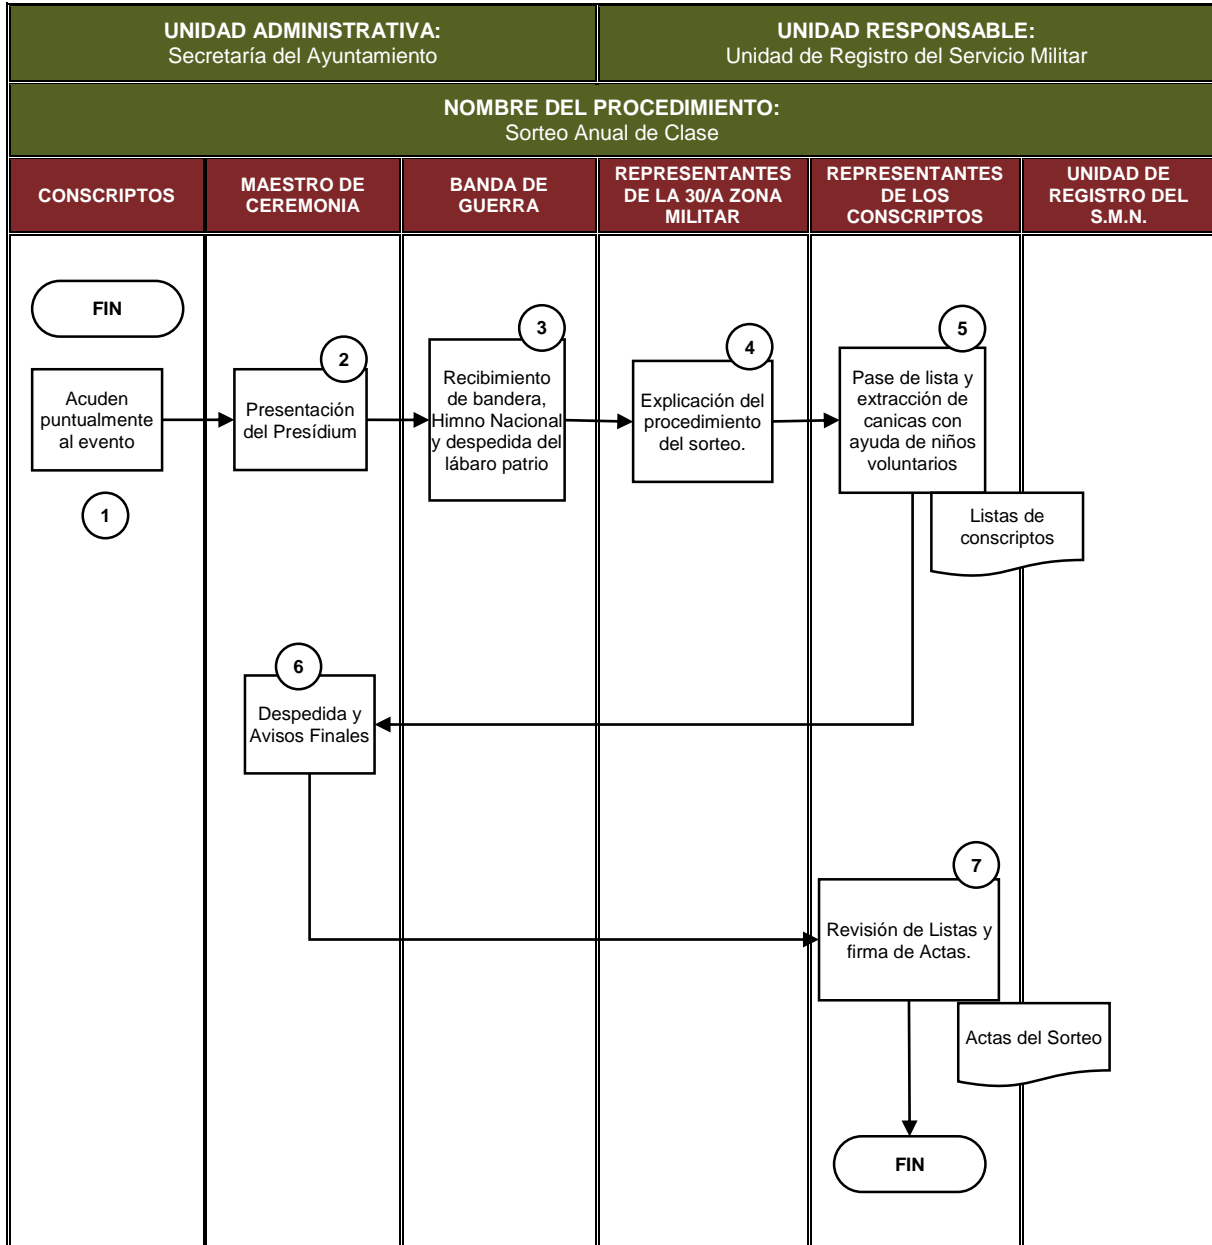 UNIDAD ADMINISTRATIVA:
Secretaría del Ayuntamiento
UNIDAD RESPONSABLE:
Unidad de Registro del Servicio Militar
NOMBRE DEL PROCEDIMIENTO:
Sorteo Anual de Clase
CONSCRIPTOS
MAESTRO DE
CEREMONIA
BANDA DE
GUERRA
REPRESENTANTES
DE LA 30/A ZONA
MILITAR
REPRESENTANTES
DE LOS
CONSCRIPTOS
UNIDAD DE
REGISTRO DEL
S.M.N.
FIN
Acuden
puntualmente
al evento
1
2
Presentación
del Presídium
3
Recibimiento
de bandera,
Himno Nacional
y despedida del
lábaro patrio
4
Explicación del
procedimiento
del sorteo.
5
Pase de lista y
extracción de
canicas con
ayuda de niños
voluntarios
Listas de
conscriptos
6
Despedida y
Avisos Finales
7
Revisión de Listas y
firma de Actas.
Actas del Sorteo
FIN